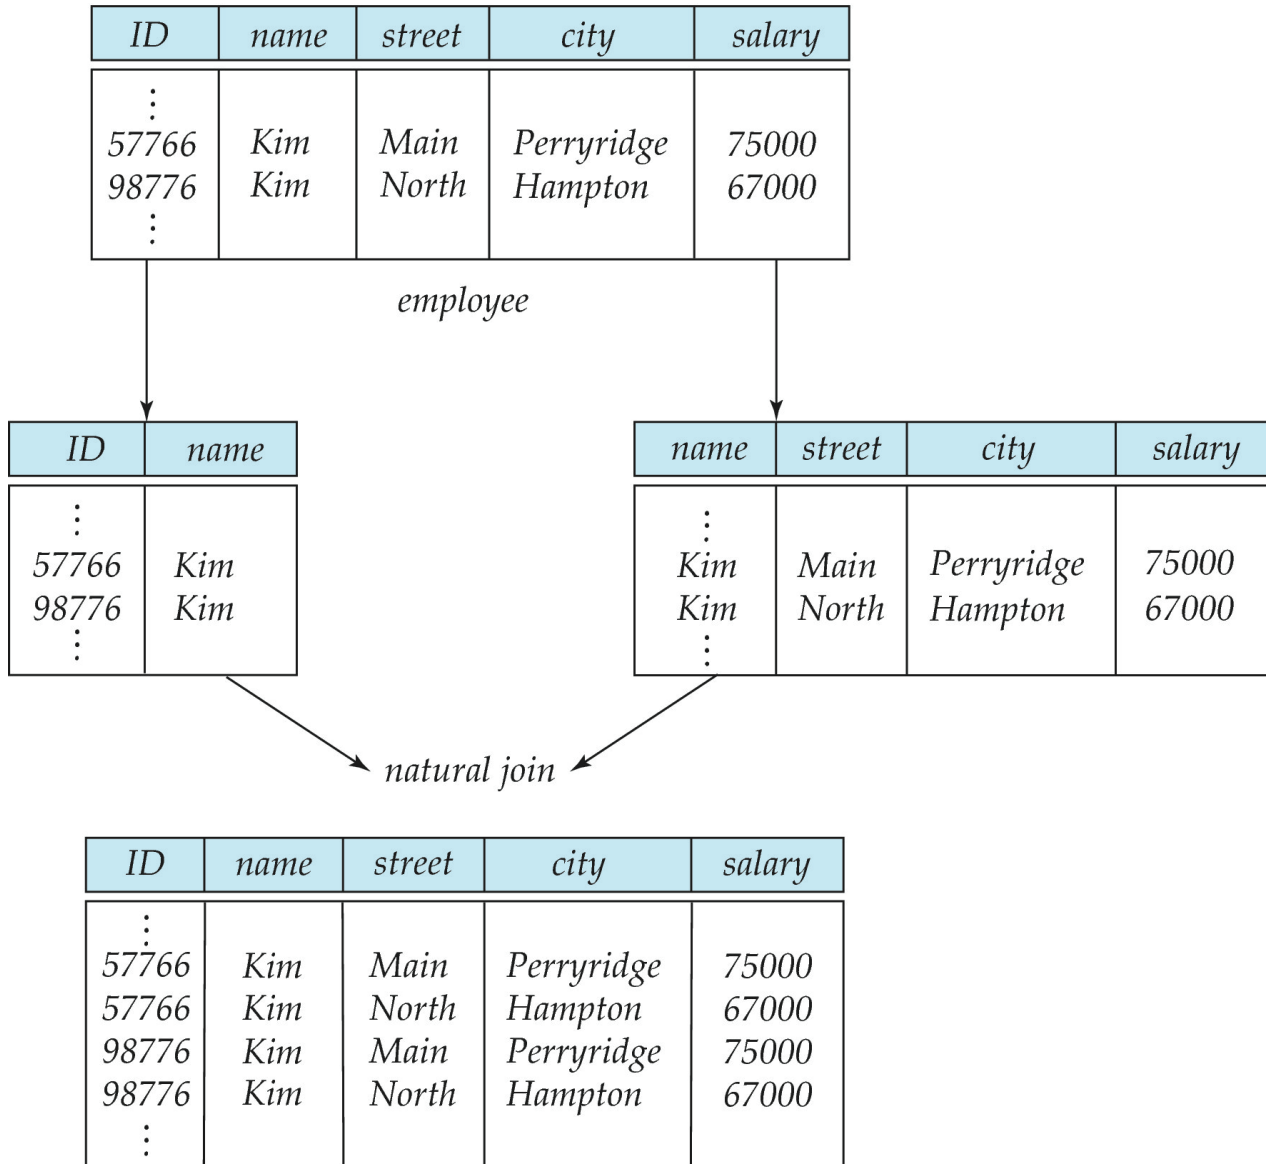 ID name street city salary
⋮
57766 Kim Main Perryridge 75000
98776 Kim North Hampton 67000
⋮
employee
ID name
⋮
57766 Kim
98776 Kim
⋮
name street city salary
⋮
Kim Main Perryridge 75000
Kim North Hampton 67000
⋮
natural join
ID name street city salary
⋮
57766 Kim Main Perryridge 75000
57766 Kim North Hampton 67000
98776 Kim Main Perryridge 75000
98776 Kim North Hampton 67000
⋮